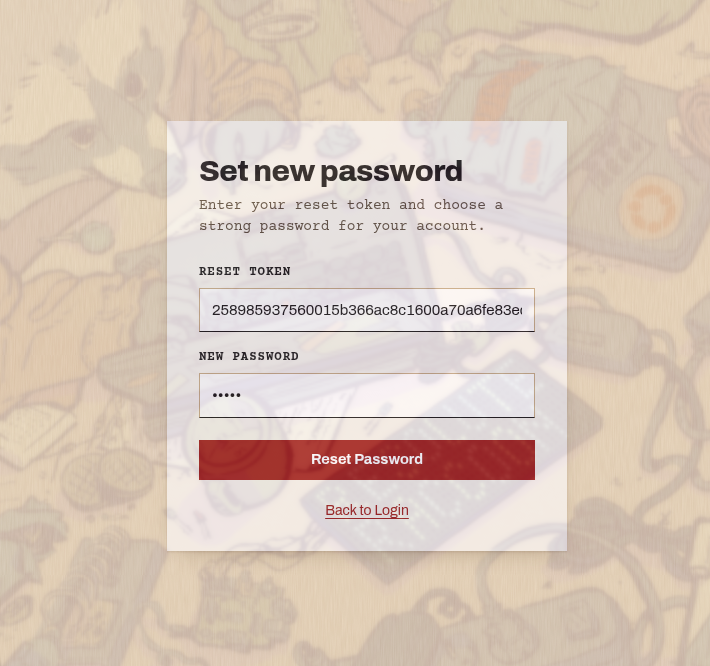 Set new password
Enter your reset token and choose a
strong password for your account.
RESET TOKEN
258985937560015b366ac8c1600a70a6fe83e
NEW PASSWORD
•••••
Reset Password
Back to Login